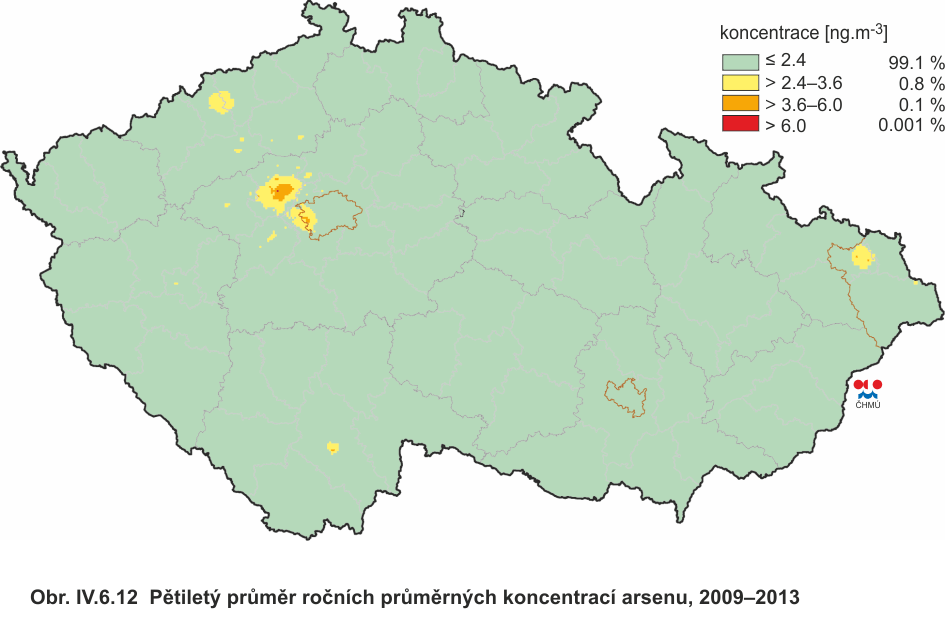 koncentrace [ng.m-3]
≤ 2.4 99.1 %
> 2.4–3.6 0.8 %
> 3.6–6.0 0.1 %
> 6.0 0.001 %
ČHMÚ
Obr. IV.6.12 Pětiletý průměr ročních průměrných koncentrací arsenu, 2009–2013